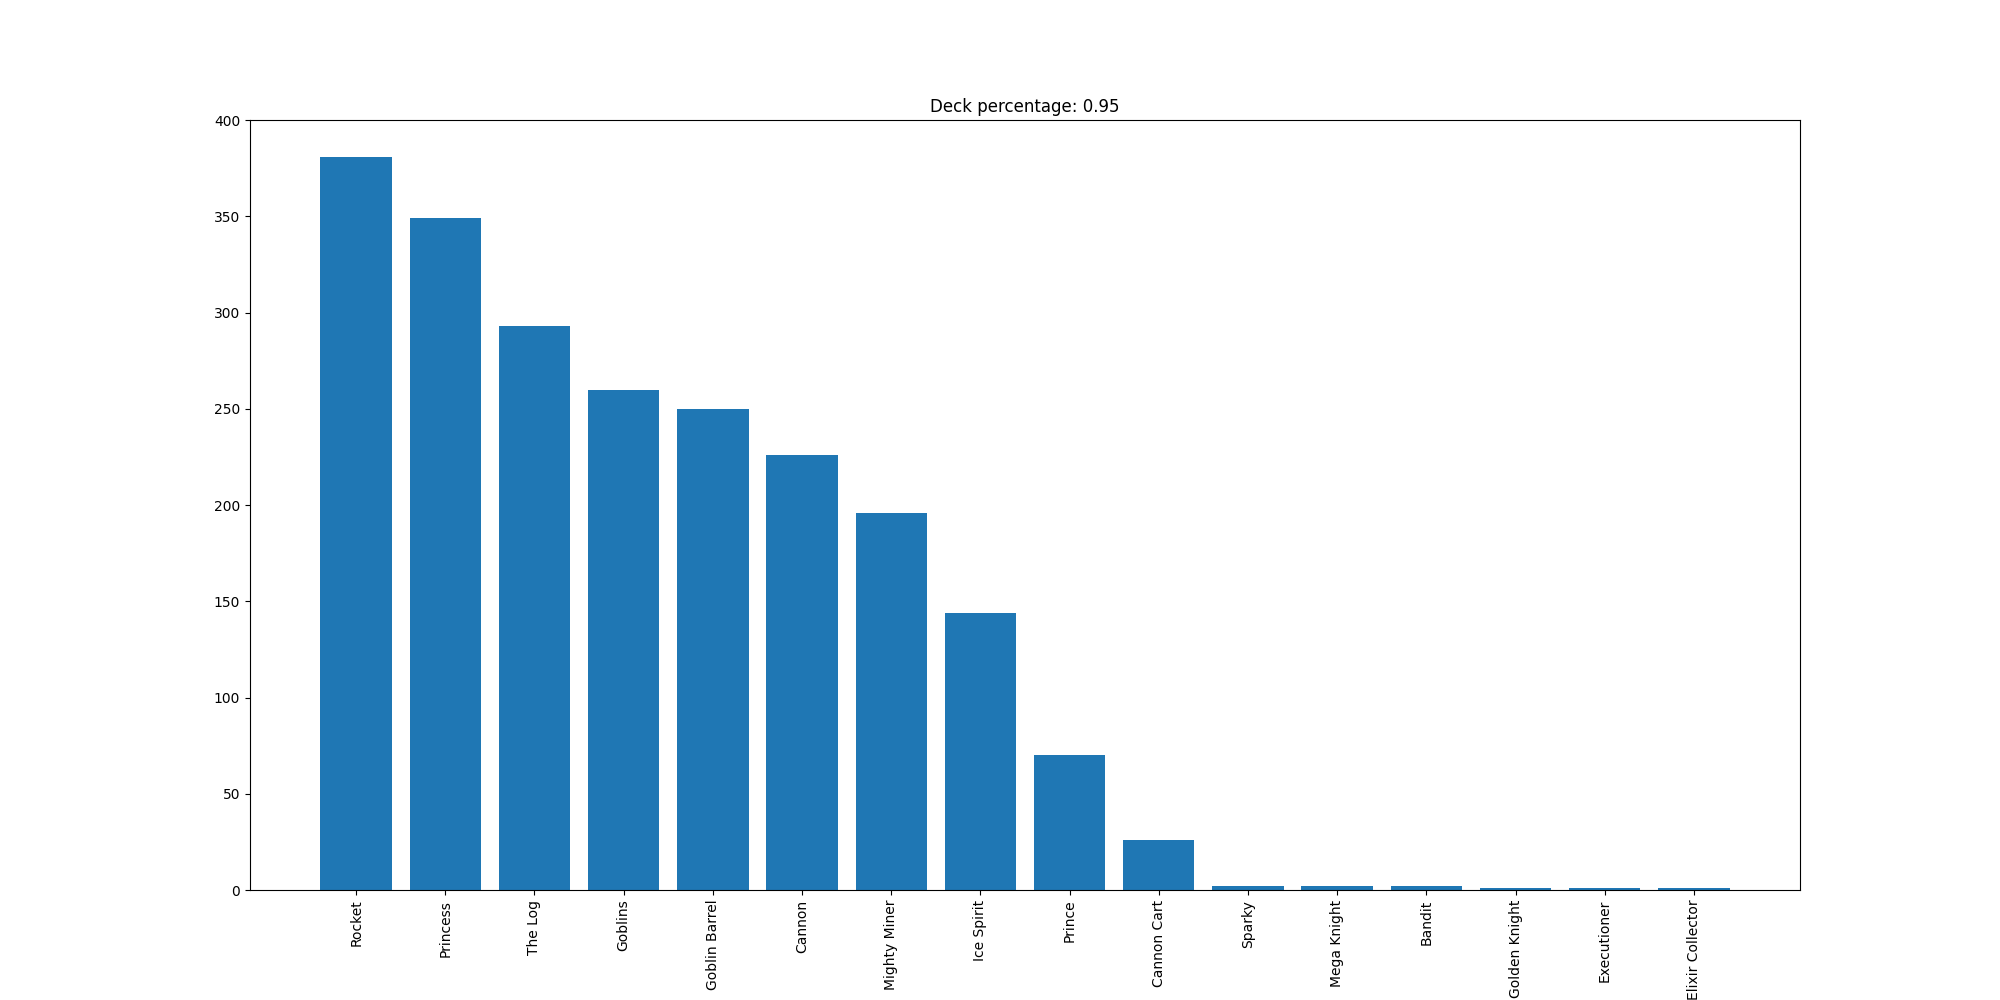 Deck percentage: 0.95
400
350
300
250
200
150
100
50
0
Rocket
Princess
The Log
Goblins
Goblin Barrel
Cannon
Mighty Miner
Ice Spirit
Prince
Cannon Cart
Sparky
Mega Knight
Bandit
Golden Knight
Executioner
Elixir Collector